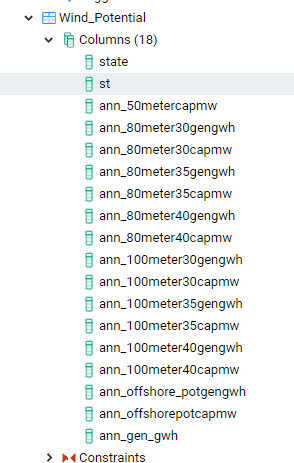 Wind_Potential
Columns (18)
state
st
ann_50metercapmw
ann_80meter30gengwh
ann_80meter30capmw
ann_80meter35gengwh
ann_80meter35capmw
ann_80meter40gengwh
ann_80meter40capmw
ann_100meter30gengwh
ann_100meter30capmw
ann_100meter35gengwh
ann_100meter35capmw
ann_100meter40gengwh
ann_100meter40capmw
ann_offshore_potgengwh
ann_offshorepotcapmw
ann_gen_gwh
Constraints